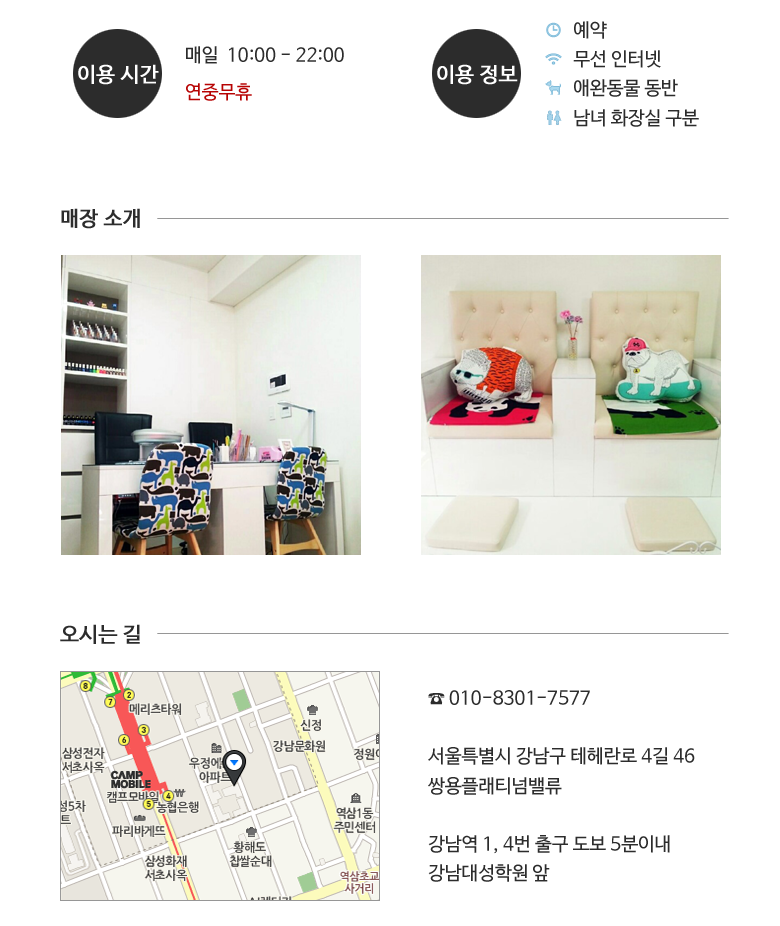 이용 시간
매일 10:00 - 22:00
연중무휴
이용 정보
예약
무선 인터넷
애완동물 동반
남녀 화장실 구분
매장 소개
오시는 길
8
2
7
메리츠타워
3
6
신정
강남문화원
삼성전자
서초시옥
우정에
아파트
정원
CAMP
MOBILE
캠프모바일
4
5
농협은행
성5차
트
파리바게뜨
역삼1동
주민센터
황해도
찹쌀순대
삼성화재
서초시옥
역삼초교
사거리
☎ 010-8301-7577
서울특별시 강남구 테헤란로 4길 46
쌍용플래티넘밸류
강남역 1, 4번 출구 도보 5분이내
강남대성학원 앞